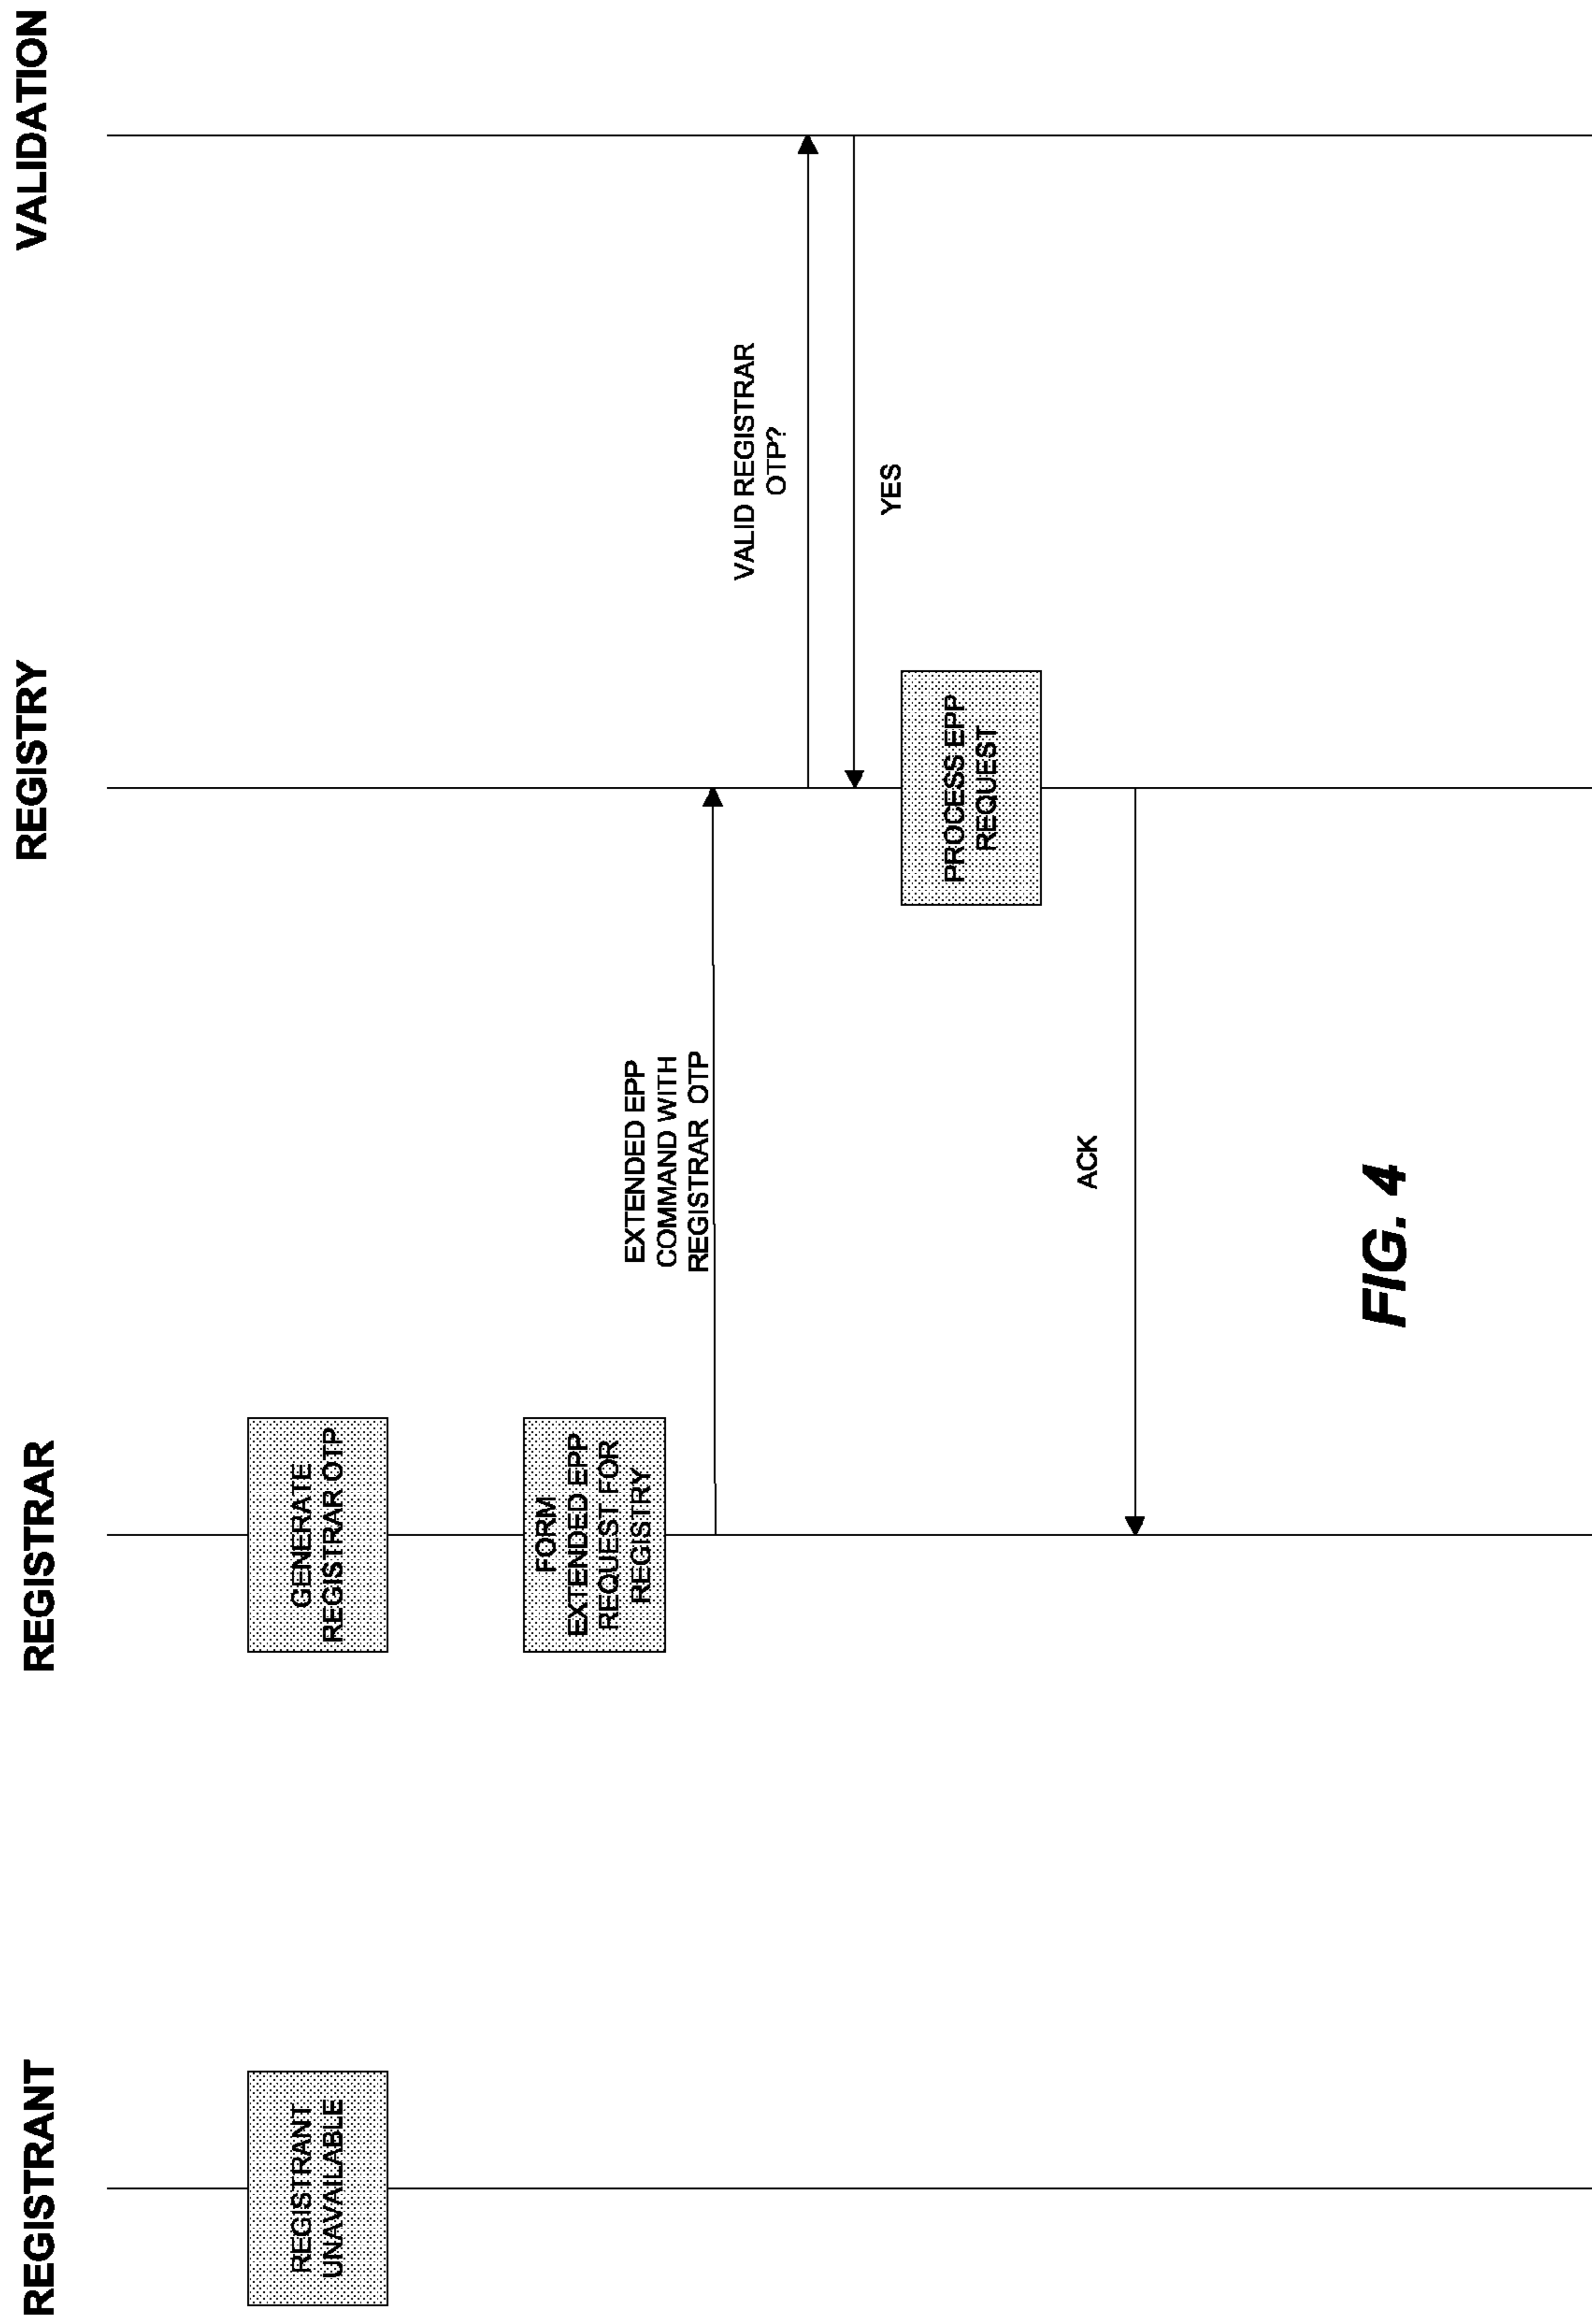 REGISTRANT
REGISTRAR
REGISTRY
VALIDATION
REGISTRANT
UNAVAILABLE
GENERATE
REGISTRAR OTP
FORM
EXTENDED EPP
REQUEST FOR
REGISTRY
EXTENDED EPP
COMMAND WITH
REGISTRAR OTP
VALID REGISTRAR
OTP?
YES
PROCESS EPP
REQUEST
ACK
FIG. 4